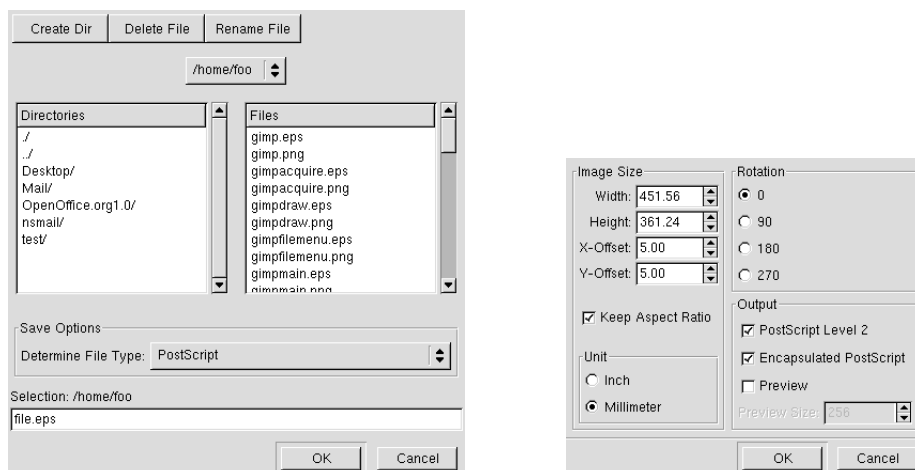 Create Dir
Delete File
Rename File
/home/foo
Directories
./
../
Desktop/
Mail/
OpenOffice.org1.0/
nsmail/
test/
Files
gimp.eps
gimp.png
gimpacquire.eps
gimpacquire.png
gimpdraw.eps
gimpdraw.png
gimpfilemenu.eps
gimpfilemenu.png
gimpmain.eps
gimpmain.png
Save Options
Determine File Type: PostScript
Selection: /home/foo
file.eps
OK
Cancel
Image Size
Width: 451.56
Height: 361.24
X-Offset: 5.00
Y-Offset: 5.00
Keep Aspect Ratio
Unit
Inch
Millimeter
Rotation
0
90
180
270
Output
PostScript Level 2
Encapsulated PostScript
Preview
Preview Size: 256
OK
Cancel